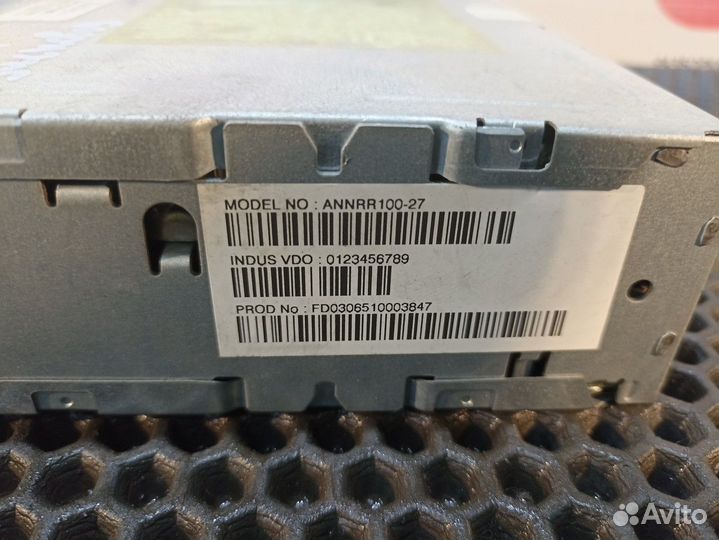 MODEL NO : ANNRR100-27
INDUS VDO : 0123456789
PROD No : FD0306510003847
Avito